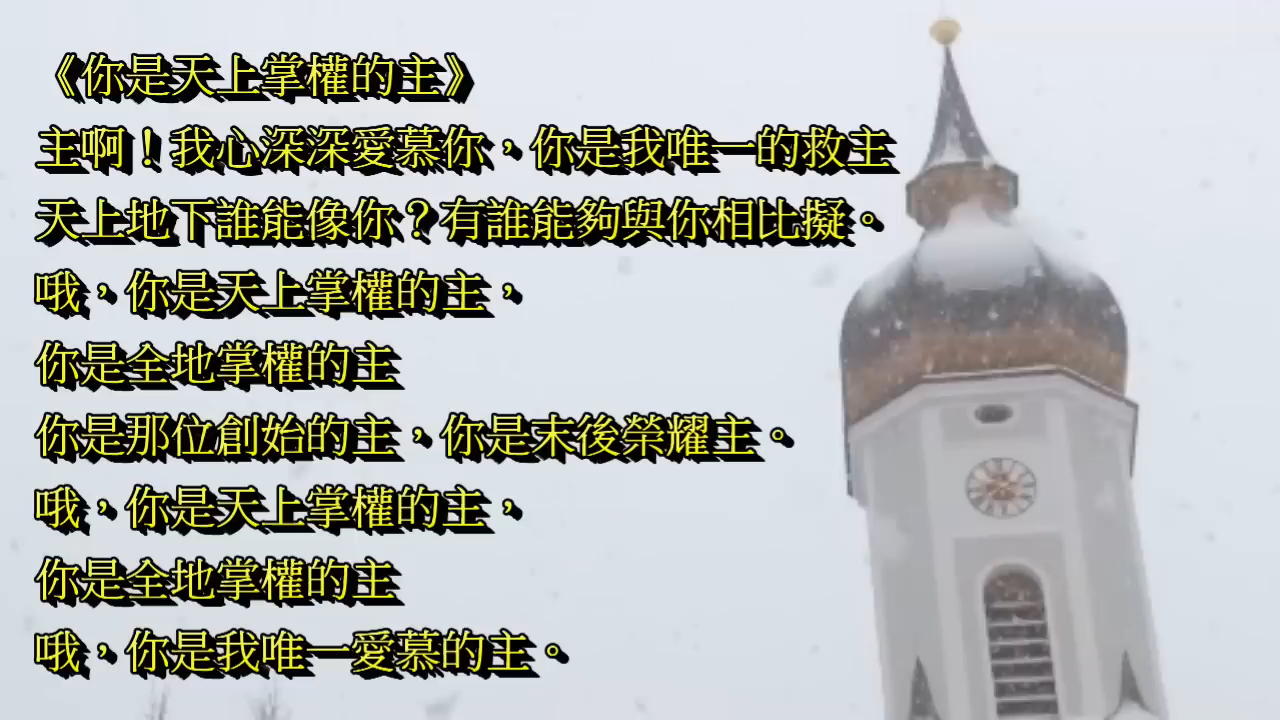 《你是天上掌權的主》
主啊！我心深深愛慕你，你是我唯一的救主
天上地下誰能像你？有誰能夠與你相比擬。
哦，你是天上掌權的主，
你是全地掌權的主
你是那位創始的主，你是末後榮耀主。
哦，你是天上掌權的主，
你是全地掌權的主
哦，你是我唯一愛慕的主。